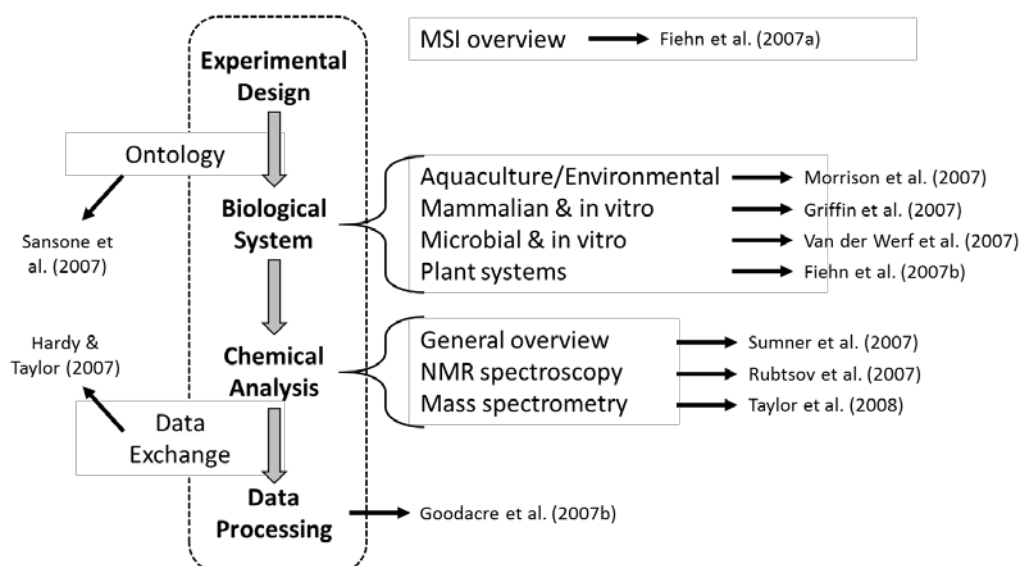 MSI overview
Fiehn et al. (2007a)
Experimental
Design
Ontology
Sansone et
al. (2007)
Biological
System
Aquaculture/Environmental
Morrison et al. (2007)
Mammalian & in vitro
Griffin et al. (2007)
Microbial & in vitro
Van der Werf et al. (2007)
Plant systems
Fiehn et al. (2007b)
Hardy &
Taylor (2007)
Chemical
Analysis
General overview
Sumner et al. (2007)
NMR spectroscopy
Rubtsov et al. (2007)
Mass spectrometry
Taylor et al. (2008)
Data
Exchange
Data
Processing
Goodacre et al. (2007b)